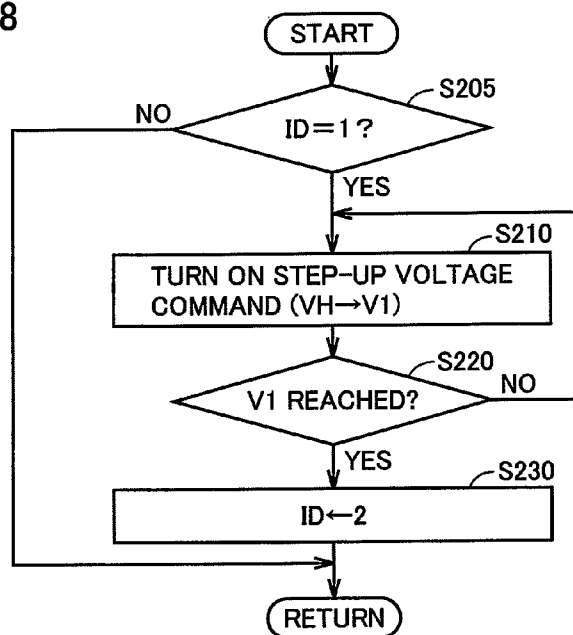 8
START
S205
NO
ID=1?
YES
S210
TURN ON STEP-UP VOLTAGE
COMMAND (VH→V1)
S220
NO
V1 REACHED?
YES
S230
ID←2
RETURN